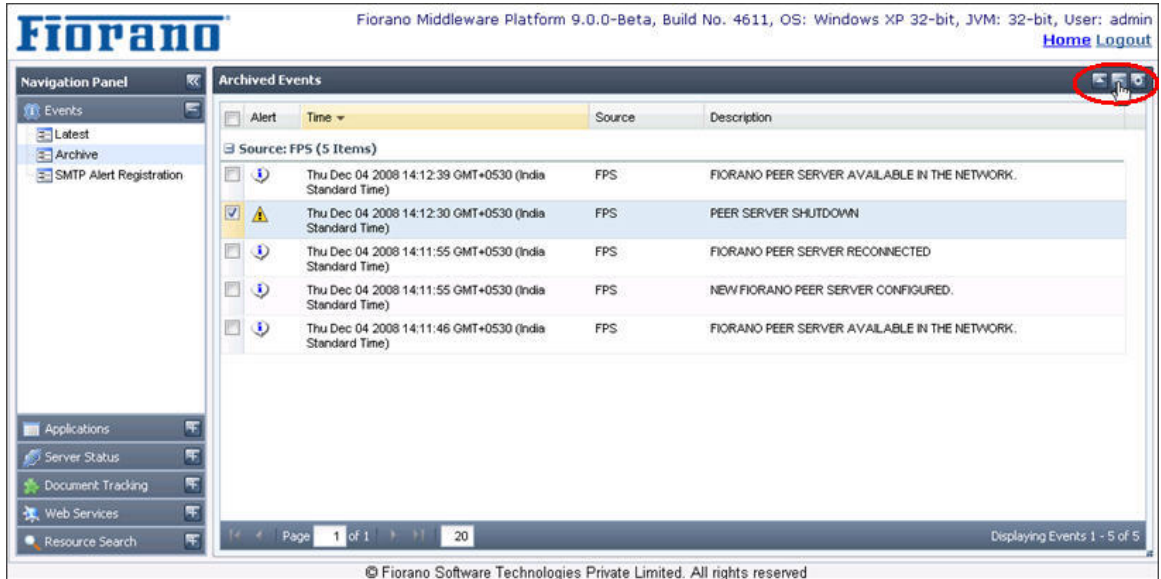 Fiorano
Fiorano Middleware Platform 9.0.0-Beta, Build No. 4611, OS: Windows XP 32-bit, JVM: 32-bit, User: admin
Home Logout
Navigation Panel
Events
Latest
Archive
SMTP Alert Registration
Applications
Server Status
Document Tracking
Web Services
Resource Search
Archived Events
Alert Time Source Description
Source: FPS (5 Items)
Thu Dec 04 2008 14:12:39 GMT+0530 (India FPS FIORANO PEER SERVER AVAILABLE IN THE NETWORK.
Standard Time)
Thu Dec 04 2008 14:12:30 GMT+0530 (India FPS PEER SERVER SHUTDOWN
Standard Time)
Thu Dec 04 2008 14:11:55 GMT+0530 (India FPS FIORANO PEER SERVER RECONNECTED
Standard Time)
Thu Dec 04 2008 14:11:55 GMT+0530 (India FPS NEW FIORANO PEER SERVER CONFIGURED.
Standard Time)
Thu Dec 04 2008 14:11:46 GMT+0530 (India FPS FIORANO PEER SERVER AVAILABLE IN THE NETWORK.
Standard Time)
Page 1 of 1 20 Displaying Events 1 - 5 of 5
© Fiorano Software Technologies Private Limited. All rights reserved